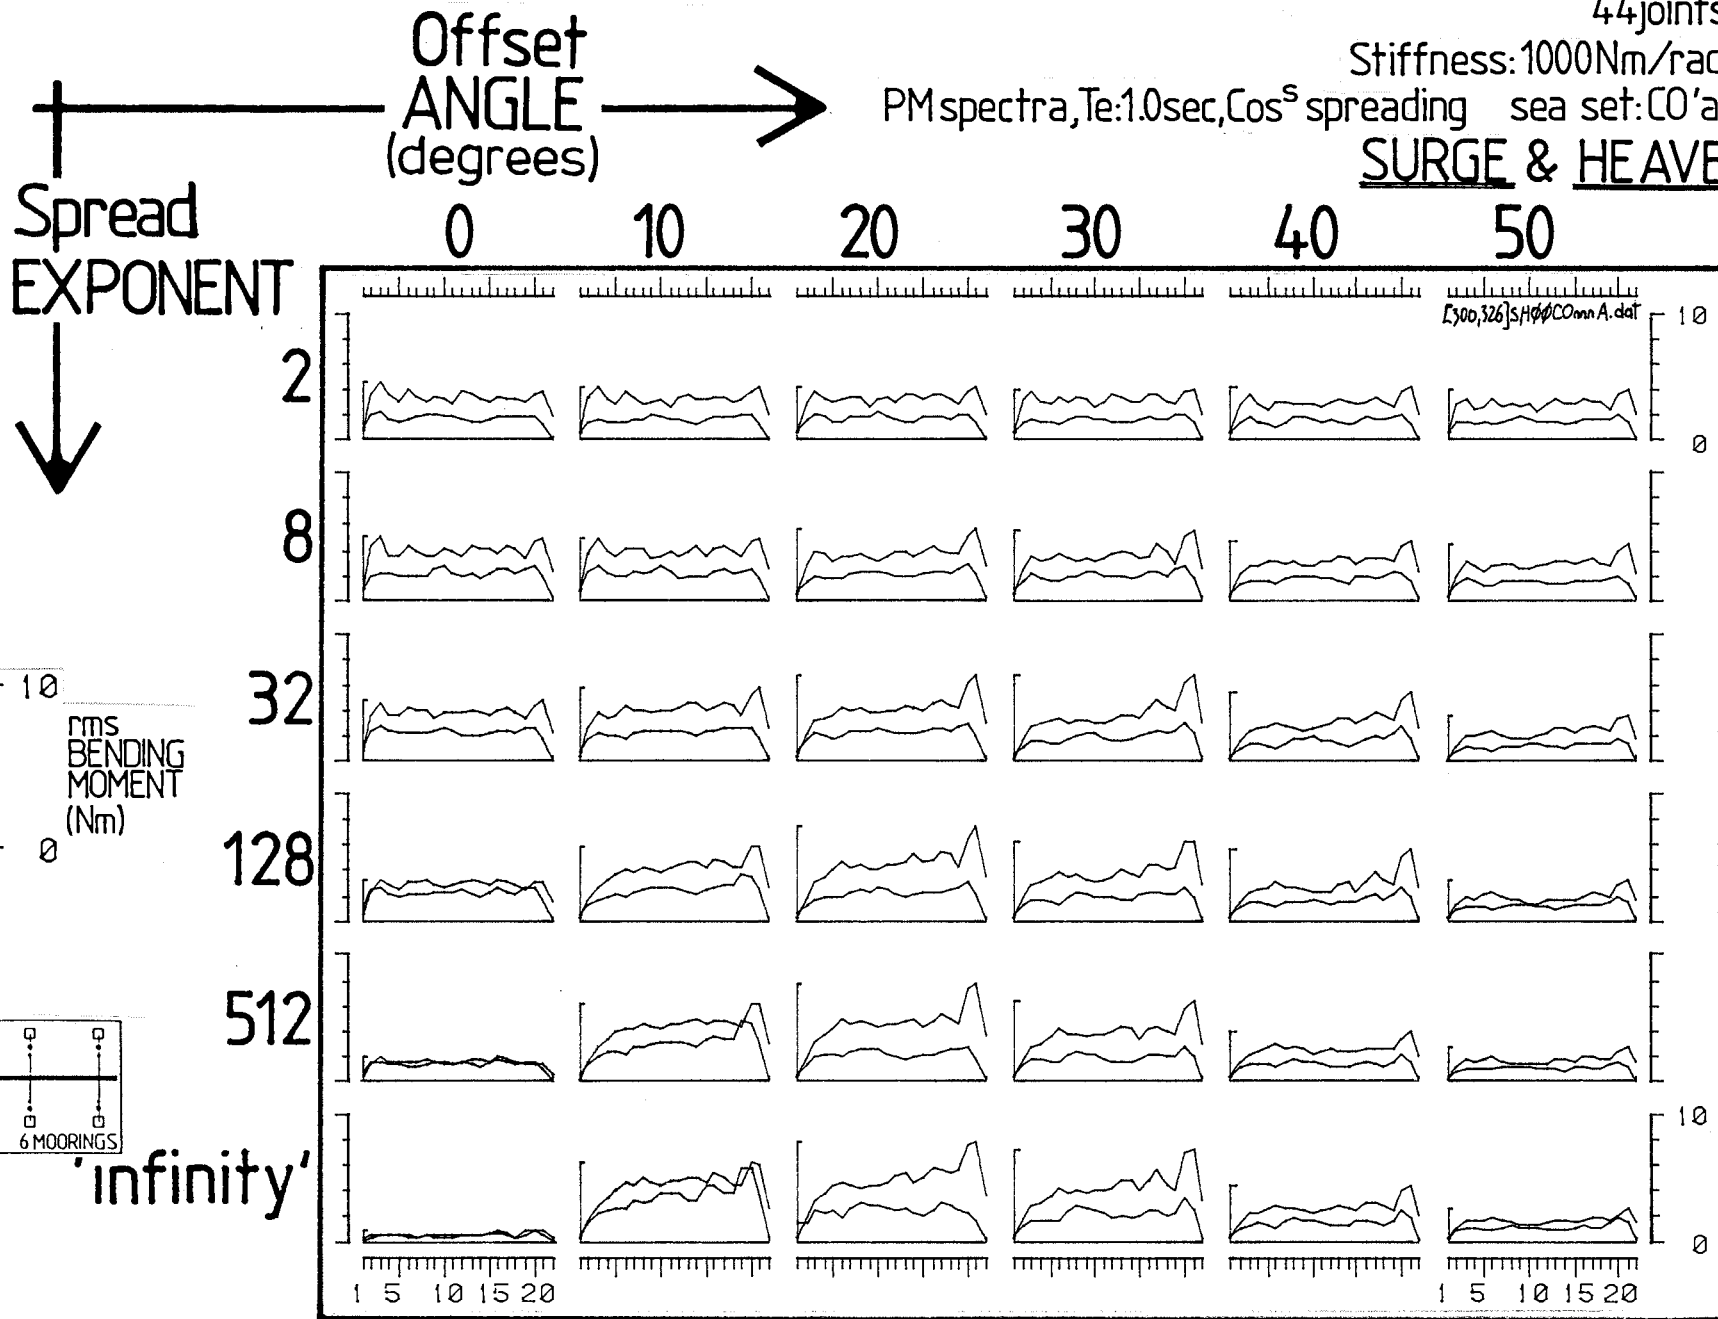 44joints
Offset
ANGLE
(degrees)
Stiffness:1000Nm/rad
PM spectra,Te:1.0sec,Cosˢ spreading sea set:CO'a
SURGE & HEAVE
Spread
EXPONENT
0 10 20 30 40 50
[300,326]SHØØCOmnA.dat
10
2
0
8
10
32
rms
BENDING
MOMENT
(Nm)
0
128
512
6 MOORINGS
10
'infinity'
0
1 5 10 15 20
1 5 10 15 20